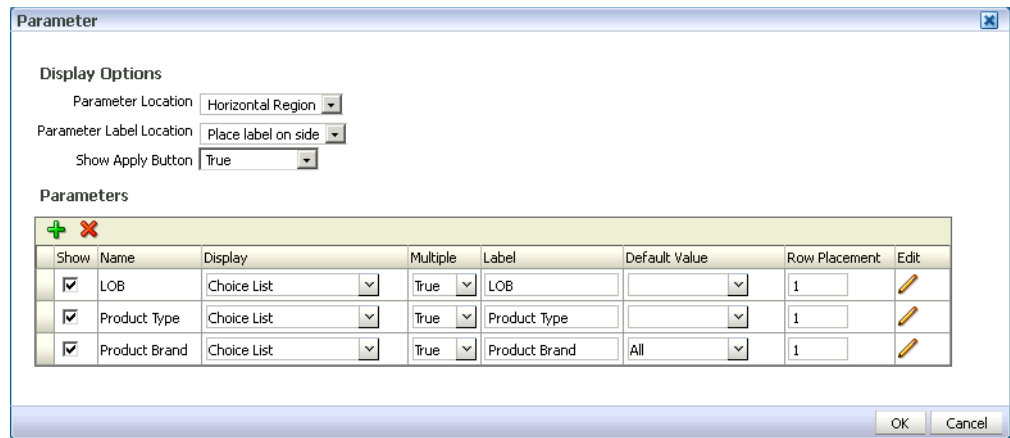 Parameter
Display Options
Parameter Location Horizontal Region
Parameter Label Location Place label on side
Show Apply Button True
Parameters
Show Name Display Multiple Label Default Value Row Placement Edit
LOB Choice List True LOB 1
Product Type Choice List True Product Type 1
Product Brand Choice List True Product Brand All 1
OK Cancel